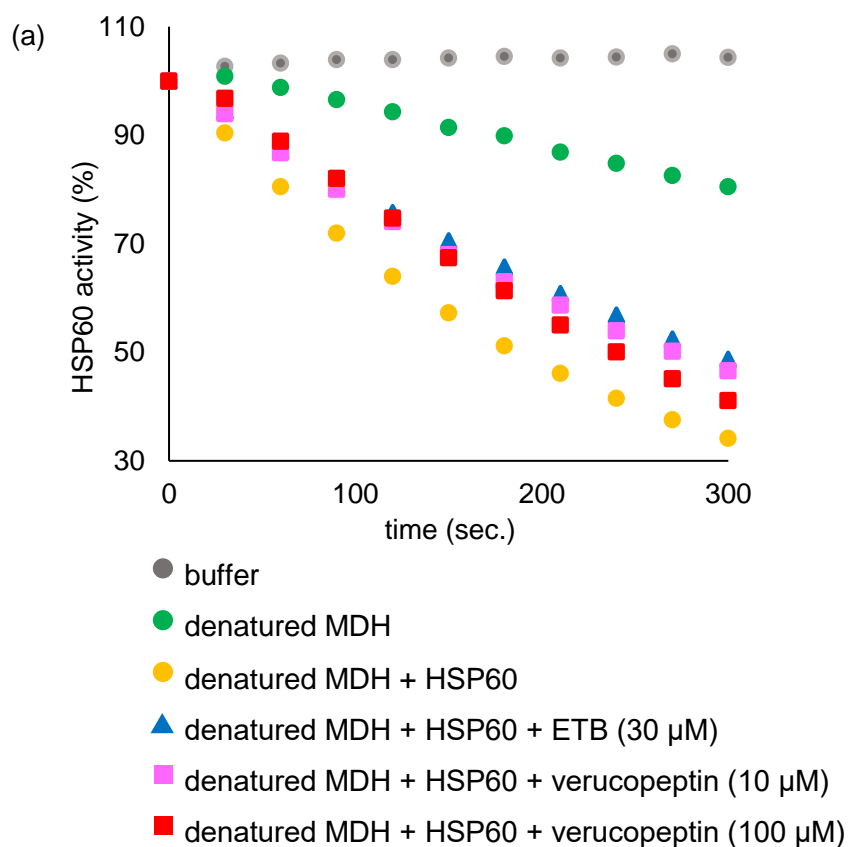 (a)
110
90
70
50
30
HSP60 activity (%)
0 100 200 300
time (sec.)
buffer
denatured MDH
denatured MDH + HSP60
denatured MDH + HSP60 + ETB (30 μM)
denatured MDH + HSP60 + verucopeptin (10 μM)
denatured MDH + HSP60 + verucopeptin (100 μM)